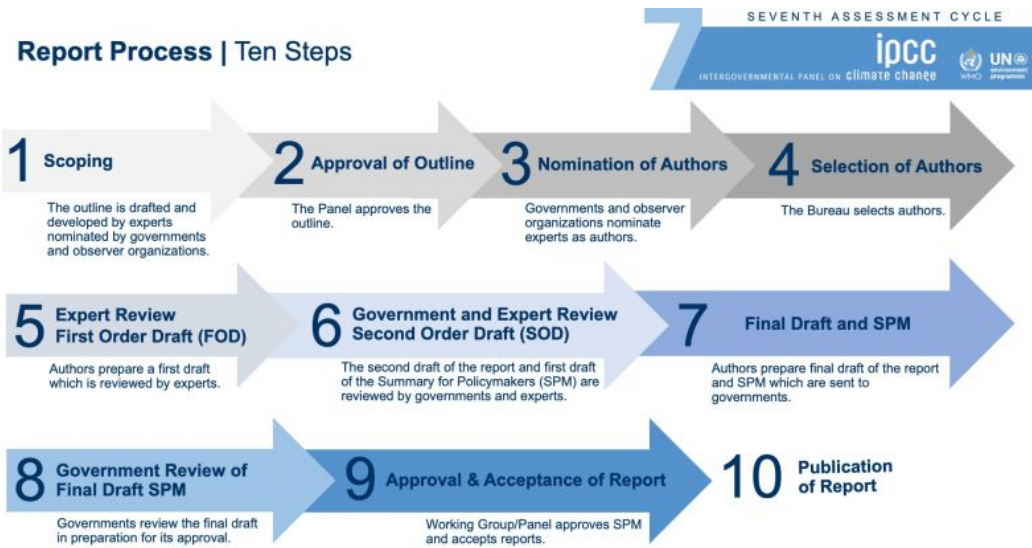 SEVENTH ASSESSMENT CYCLE
Report Process | Ten Steps
7
ipcc
INTERGOVERNMENTAL PANEL ON climate change
WMO
UN
environment
programme
1 Scoping
The outline is drafted and
developed by experts
nominated by governments
and observer organizations.
2 Approval of Outline
The Panel approves the
outline.
3 Nomination of Authors
Governments and observer
organizations nominate
experts as authors.
4 Selection of Authors
The Bureau selects authors.
5 Expert Review
First Order Draft (FOD)
Authors prepare a first draft
which is reviewed by experts.
6 Government and Expert Review
Second Order Draft (SOD)
The second draft of the report and first draft
of the Summary for Policymakers (SPM) are
reviewed by governments and experts.
7 Final Draft and SPM
Authors prepare final draft of the report
and SPM which are sent to
governments.
8 Government Review of
Final Draft SPM
Governments review the final draft
in preparation for its approval.
9 Approval & Acceptance of Report
Working Group/Panel approves SPM
and accepts reports.
10 Publication
of Report